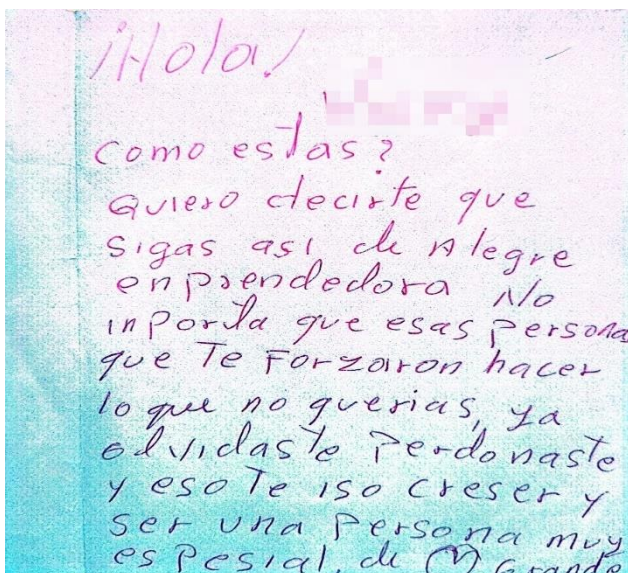 ¡Hola!
como estas?
Quiero decirte que
sigas asi de Alegre
enprendedora No
inporta que esas persona
que Te Forzaron hacer
lo que no querias, ya
olvidaste Perdonaste
y eso Te iso creser y
ser una Persona muy
espesial. de Grande